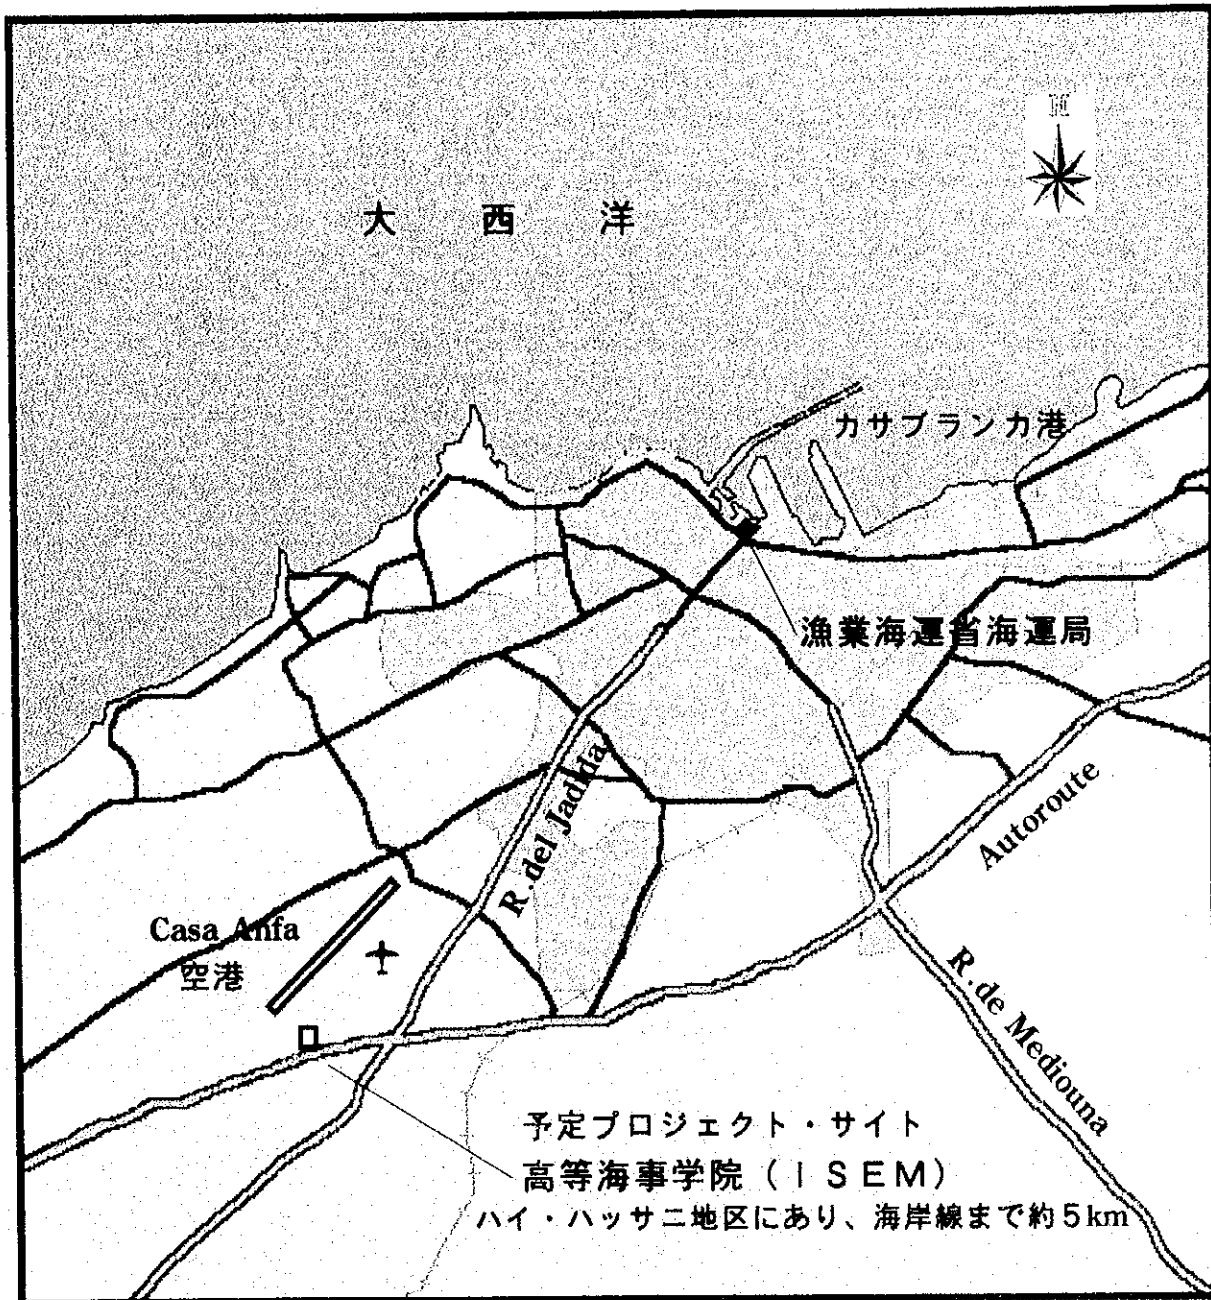 大西洋
カサブランカ港
漁業海運省海運局
R.del Jadida
Autoroute
Casa Anfa
空港
R.de Mediouna
予定プロジェクト・サイト
高等海事学院（ＩＳＥＭ）
ハイ・ハッサニ地区にあり、海岸線まで約５km